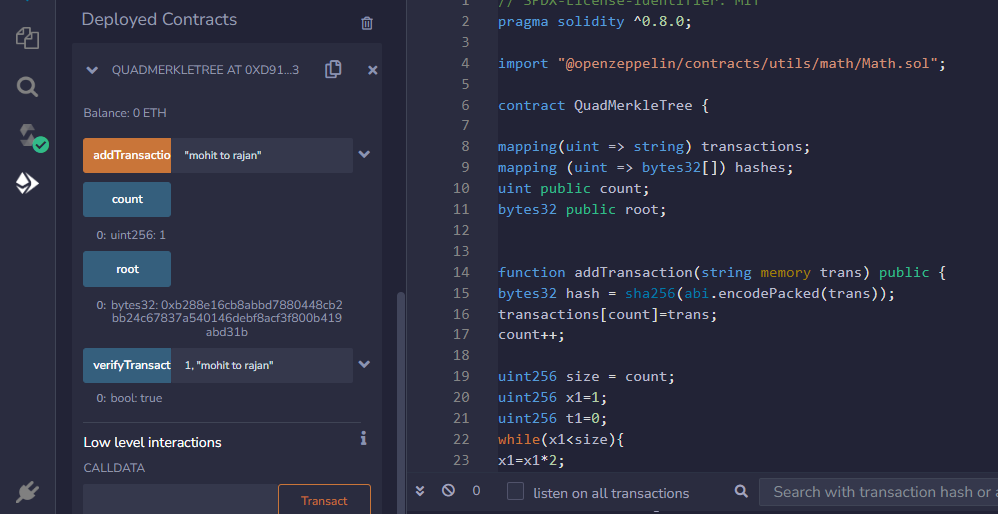 Deployed Contracts
QUADMERKLETREE AT 0XD91...3
Balance: 0 ETH
addTransactio "mohit to rajan"
count
0: uint256: 1
root
0: bytes32: 0xb288e16cb8abbd7880448cb2
bb24c67837a540146debf8acf3f800b419
abd31b
verifyTransact 1, "mohit to rajan"
0: bool: true
Low level interactions
CALLDATA
Transact
1 // SPDX-License-Identifier: MIT
2 pragma solidity ^0.8.0;
3
4 import "@openzeppelin/contracts/utils/math/Math.sol";
5
6 contract QuadMerkleTree {
7
8 mapping(uint => string) transactions;
9 mapping (uint => bytes32[]) hashes;
10 uint public count;
11 bytes32 public root;
12
13
14 function addTransaction(string memory trans) public {
15 bytes32 hash = sha256(abi.encodePacked(trans));
16 transactions[count]=trans;
17 count++;
18
19 uint256 size = count;
20 uint256 x1=1;
21 uint256 t1=0;
22 while(x1<size){
23 x1=x1*2;
0 listen on all transactions Search with transaction hash or a